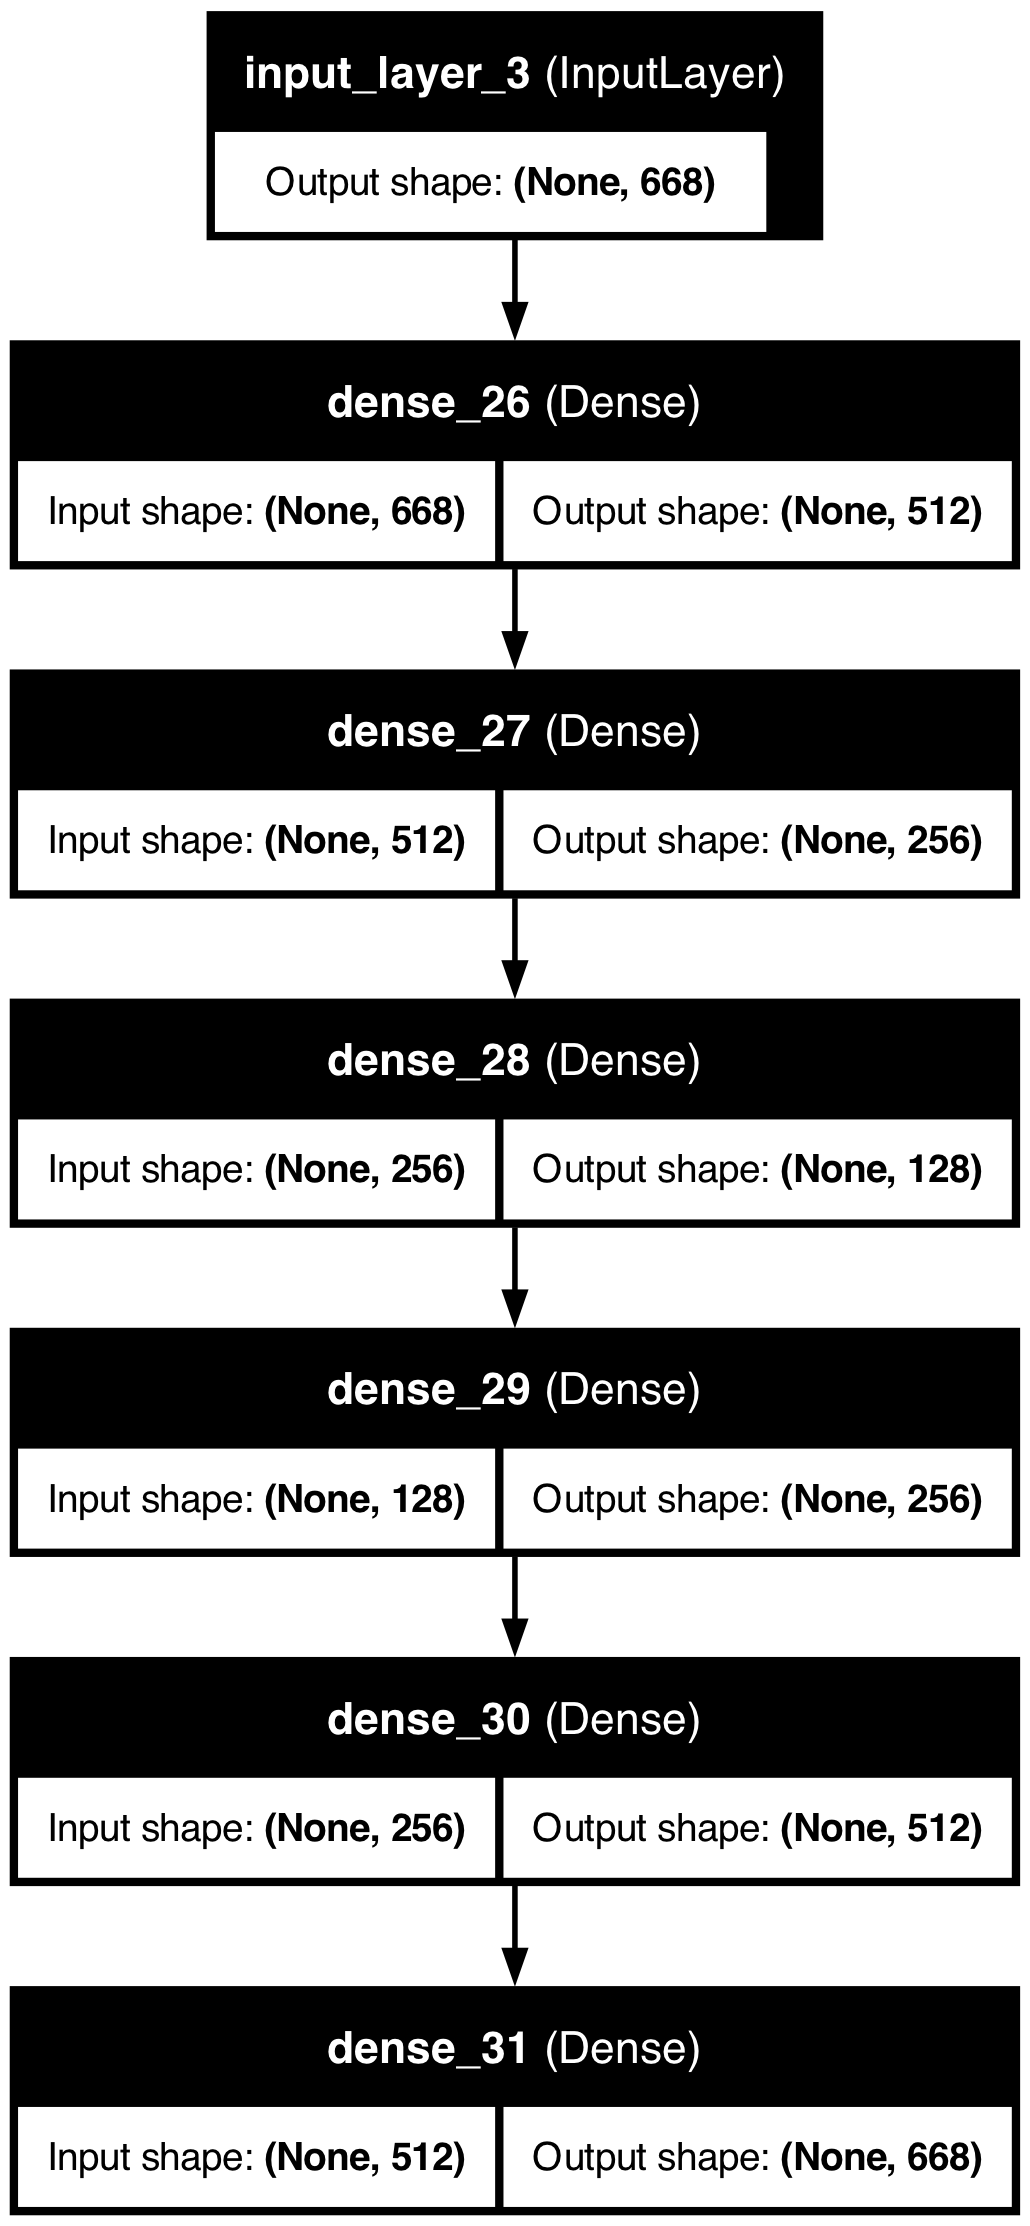 input_layer_3 (InputLayer)
Output shape: (None, 668)
dense_26 (Dense)
Input shape: (None, 668) Output shape: (None, 512)
dense_27 (Dense)
Input shape: (None, 512) Output shape: (None, 256)
dense_28 (Dense)
Input shape: (None, 256) Output shape: (None, 128)
dense_29 (Dense)
Input shape: (None, 128) Output shape: (None, 256)
dense_30 (Dense)
Input shape: (None, 256) Output shape: (None, 512)
dense_31 (Dense)
Input shape: (None, 512) Output shape: (None, 668)